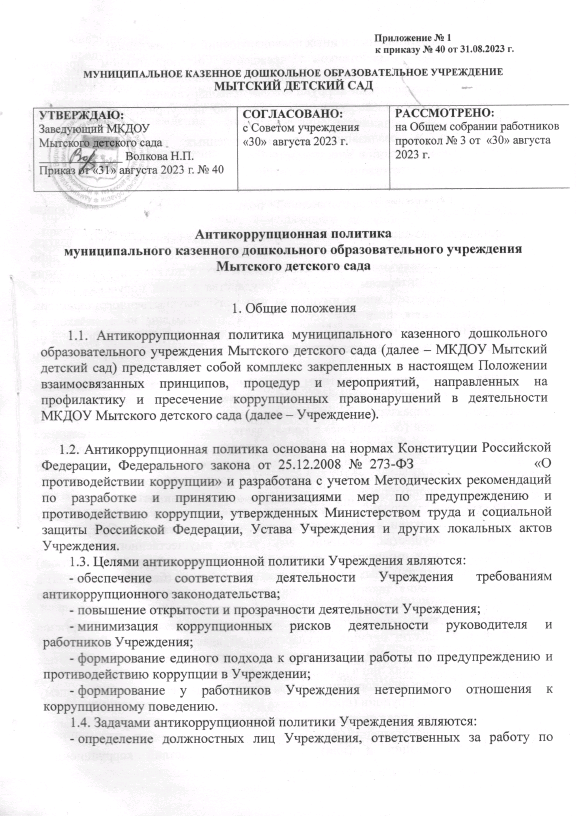 Приложение № 1
к приказу № 40 от 31.08.2023 г.
МУНИЦИПАЛЬНОЕ КАЗЕННОЕ ДОШКОЛЬНОЕ ОБРАЗОВАТЕЛЬНОЕ УЧРЕЖДЕНИЕ
МЫТСКИЙ ДЕТСКИЙ САД
УТВЕРЖДАЮ:
Заведующий МКДОУ
Мытского детского сада
Волкова Н.П.
Приказ от «31» августа 2023 г. № 40
СОГЛАСОВАНО:
с Советом учреждения
«30» августа 2023 г.
РАССМОТРЕНО:
на Общем собрании работников
протокол № 3 от «30» августа
2023 г.
Антикоррупционная политика
муниципального казенного дошкольного образовательного учреждения
Мытского детского сада
1. Общие положения
1.1. Антикоррупционная политика муниципального казенного дошкольного
образовательного учреждения Мытского детского сада (далее – МКДОУ Мытский
детский сад) представляет собой комплекс закрепленных в настоящем Положении
взаимосвязанных принципов, процедур и мероприятий, направленных на
профилактику и пресечение коррупционных правонарушений в деятельности
МКДОУ Мытского детского сада (далее – Учреждение).
1.2. Антикоррупционная политика основана на нормах Конституции Российской
Федерации, Федерального закона от 25.12.2008 № 273-ФЗ «О
противодействии коррупции» и разработана с учетом Методических рекомендаций
по разработке и принятию организациями мер по предупреждению и
противодействию коррупции, утвержденных Министерством труда и социальной
защиты Российской Федерации, Устава Учреждения и других локальных актов
Учреждения.
1.3. Целями антикоррупционной политики Учреждения являются:
- обеспечение соответствия деятельности Учреждения требованиям
антикоррупционного законодательства;
- повышение открытости и прозрачности деятельности Учреждения;
- минимизация коррупционных рисков деятельности руководителя и
работников Учреждения;
- формирование единого подхода к организации работы по предупреждению и
противодействию коррупции в Учреждении;
- формирование у работников Учреждения нетерпимого отношения к
коррупционному поведению.
1.4. Задачами антикоррупционной политики Учреждения являются:
- определение должностных лиц Учреждения, ответственных за работу по